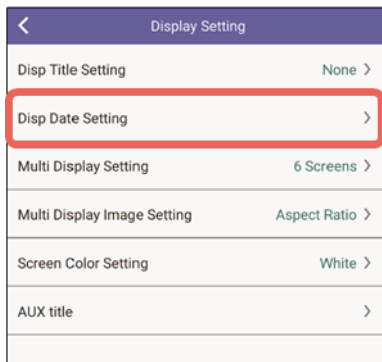 Display Setting
Disp Title Setting None
Disp Date Setting
Multi Display Setting 6 Screens
Multi Display Image Setting Aspect Ratio
Screen Color Setting White
AUX title